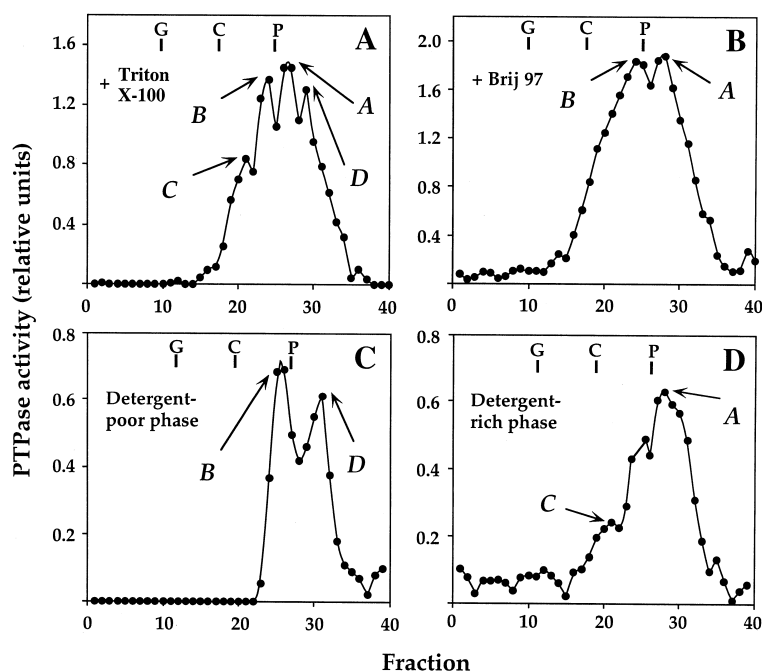 G C P A
+ Triton
X-100
B A
C D
1.6
1.2
0.8
0.4
0 10 20 30 40
G C P B
+ Brij 97
B A
2.0
1.6
1.2
0.8
0.4
0 10 20 30 40
PTPase activity (relative units)
G C P C
Detergent-
poor phase
B D
0.8
0.6
0.4
0.2
0 10 20 30 40
G C P D
Detergent-
rich phase
A
C
0.8
0.6
0.4
0.2
0 10 20 30 40
Fraction